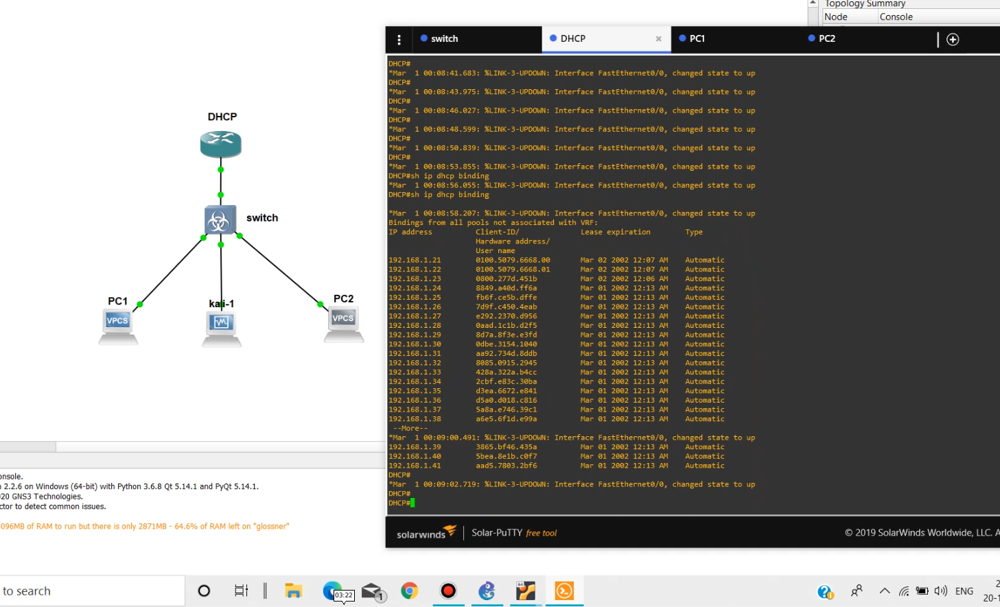 Topology Summary
Node Console
switch DHCP × PC1 PC2
DHCP#
*Mar  1 00:08:41.683: %LINK-3-UPDOWN: Interface FastEthernet0/0, changed state to up
DHCP#
*Mar  1 00:08:43.975: %LINK-3-UPDOWN: Interface FastEthernet0/0, changed state to up
DHCP#
*Mar  1 00:08:46.027: %LINK-3-UPDOWN: Interface FastEthernet0/0, changed state to up
DHCP#
*Mar  1 00:08:48.599: %LINK-3-UPDOWN: Interface FastEthernet0/0, changed state to up
DHCP#
*Mar  1 00:08:50.839: %LINK-3-UPDOWN: Interface FastEthernet0/0, changed state to up
DHCP#
*Mar  1 00:08:53.855: %LINK-3-UPDOWN: Interface FastEthernet0/0, changed state to up
DHCP#sh ip dhcp binding
*Mar  1 00:08:56.055: %LINK-3-UPDOWN: Interface FastEthernet0/0, changed state to up
DHCP#sh ip dhcp binding
*Mar  1 00:08:58.207: %LINK-3-UPDOWN: Interface FastEthernet0/0, changed state to up
Bindings from all pools not associated with VRF:
IP address Client-ID/ Lease expiration Type
Hardware address/
User name
192.168.1.21 0100.5079.6668.00 Mar 02 2002 12:07 AM Automatic
192.168.1.22 0100.5079.6668.01 Mar 02 2002 12:07 AM Automatic
192.168.1.23 0800.277d.451b Mar 02 2002 12:06 AM Automatic
192.168.1.24 8849.a40d.ff6a Mar 01 2002 12:13 AM Automatic
192.168.1.25 fb6f.ce5b.dffe Mar 01 2002 12:13 AM Automatic
192.168.1.26 7d9f.c450.4eab Mar 01 2002 12:13 AM Automatic
192.168.1.27 e292.2370.d956 Mar 01 2002 12:13 AM Automatic
192.168.1.28 0aad.1c1b.d2f5 Mar 01 2002 12:13 AM Automatic
192.168.1.29 8d7a.8f3e.e3fd Mar 01 2002 12:13 AM Automatic
192.168.1.30 0dbe.3154.1040 Mar 01 2002 12:13 AM Automatic
192.168.1.31 aa92.734d.8ddb Mar 01 2002 12:13 AM Automatic
192.168.1.32 8085.0915.2945 Mar 01 2002 12:13 AM Automatic
192.168.1.33 428a.322a.b4cc Mar 01 2002 12:13 AM Automatic
192.168.1.34 2cbf.e83c.30ba Mar 01 2002 12:13 AM Automatic
192.168.1.35 d3ea.6672.e841 Mar 01 2002 12:13 AM Automatic
192.168.1.36 d5a0.d018.c816 Mar 01 2002 12:13 AM Automatic
192.168.1.37 5a8a.e746.39c1 Mar 01 2002 12:13 AM Automatic
192.168.1.38 a6e5.6f1d.e99a Mar 01 2002 12:13 AM Automatic
--More--
*Mar  1 00:09:00.491: %LINK-3-UPDOWN: Interface FastEthernet0/0, changed state to up
192.168.1.39 3865.bf46.435a Mar 01 2002 12:13 AM Automatic
192.168.1.40 5bea.8e1b.c0f7 Mar 01 2002 12:13 AM Automatic
192.168.1.41 aad5.7803.2bf6 Mar 01 2002 12:13 AM Automatic
DHCP#
*Mar  1 00:09:02.719: %LINK-3-UPDOWN: Interface FastEthernet0/0, changed state to up
DHCP#
DHCP#
solarwinds Solar-PuTTY free tool © 2019 SolarWinds Worldwide, LLC. A
DHCP
switch
PC1
kali-1
PC2
VPCS
VPCS
onsole.
2.2.6 on Windows (64-bit) with Python 3.6.8 Qt 5.14.1 and PyQt 5.14.1.
020 GNS3 Technologies.
ctor to detect common issues.
096MB of RAM to run but there is only 2871MB - 64.6% of RAM left on "glossner"
to search
03:22
1
64
ENG
2
20-1